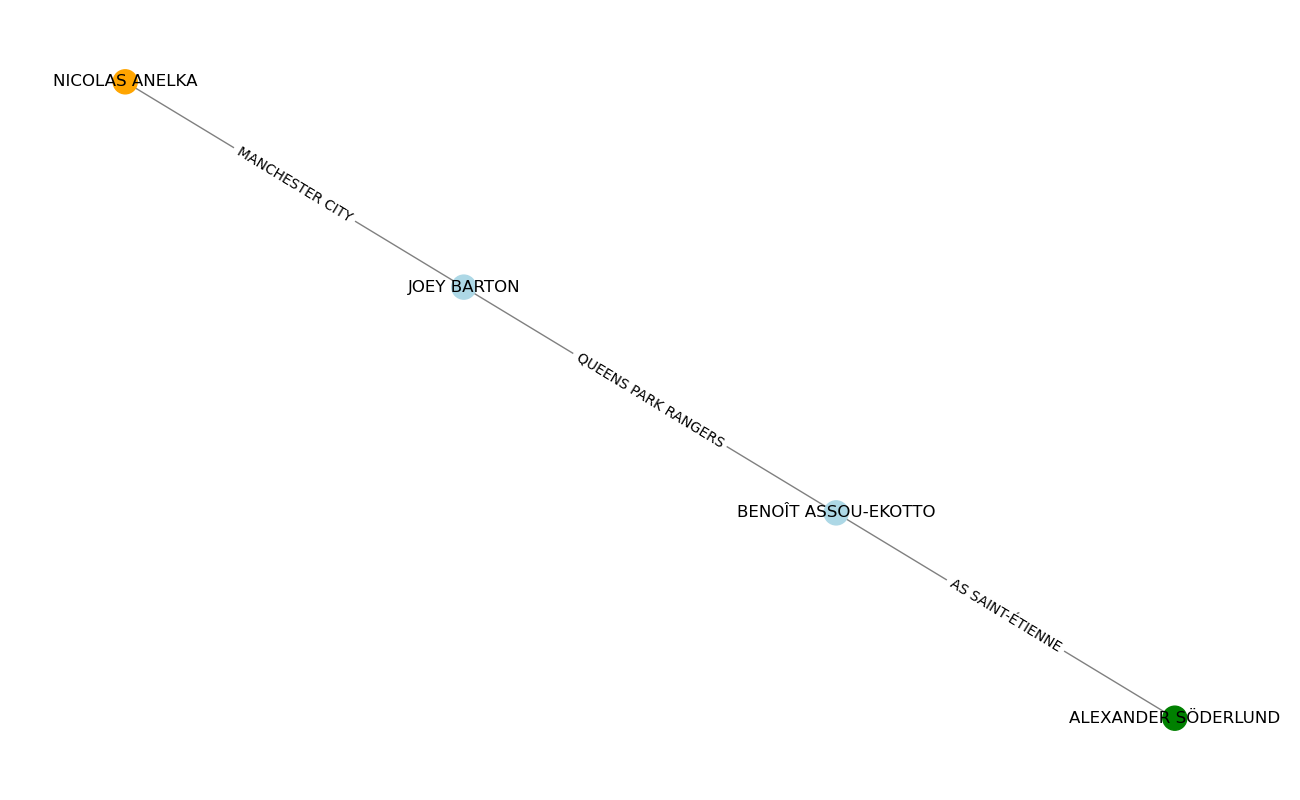 NICOLAS ANELKA
MANCHESTER CITY
JOEY BARTON
QUEENS PARK RANGERS
BENOÎT ASSOU-EKOTTO
AS SAINT-ÉTIENNE
ALEXANDER SÖDERLUND